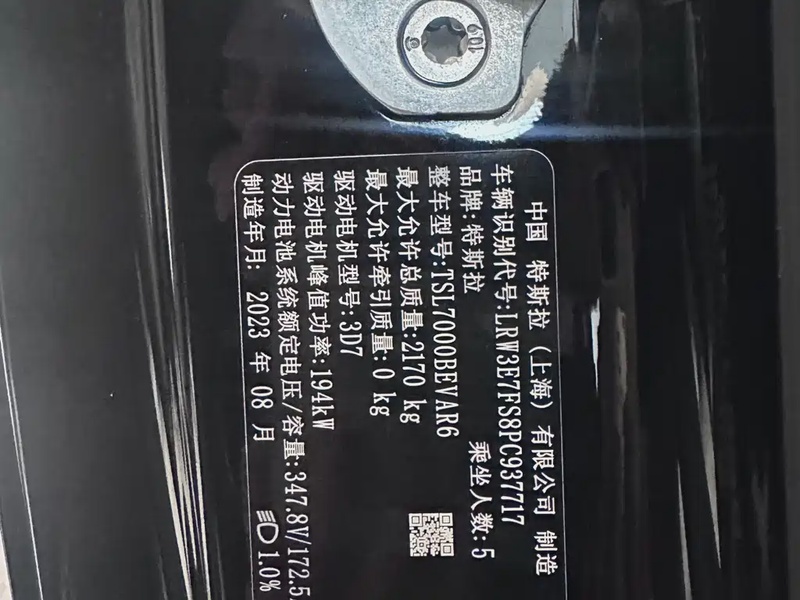 601
8
中国 特斯拉（上海）有限公司 制造
车辆识别代号:LRW3E7FS8PC937717
品牌:特斯拉 乘坐人数:5
整车型号:TSL7000BEVAR6
最大允许总质量:2170 kg
最大允许牵引质量:0 kg
驱动电机型号:3D7
驱动电机峰值功率:194kW
动力电池系统额定电压/容量:347.8V/172.5
制造年月: 2023 年 08 月 1.0%